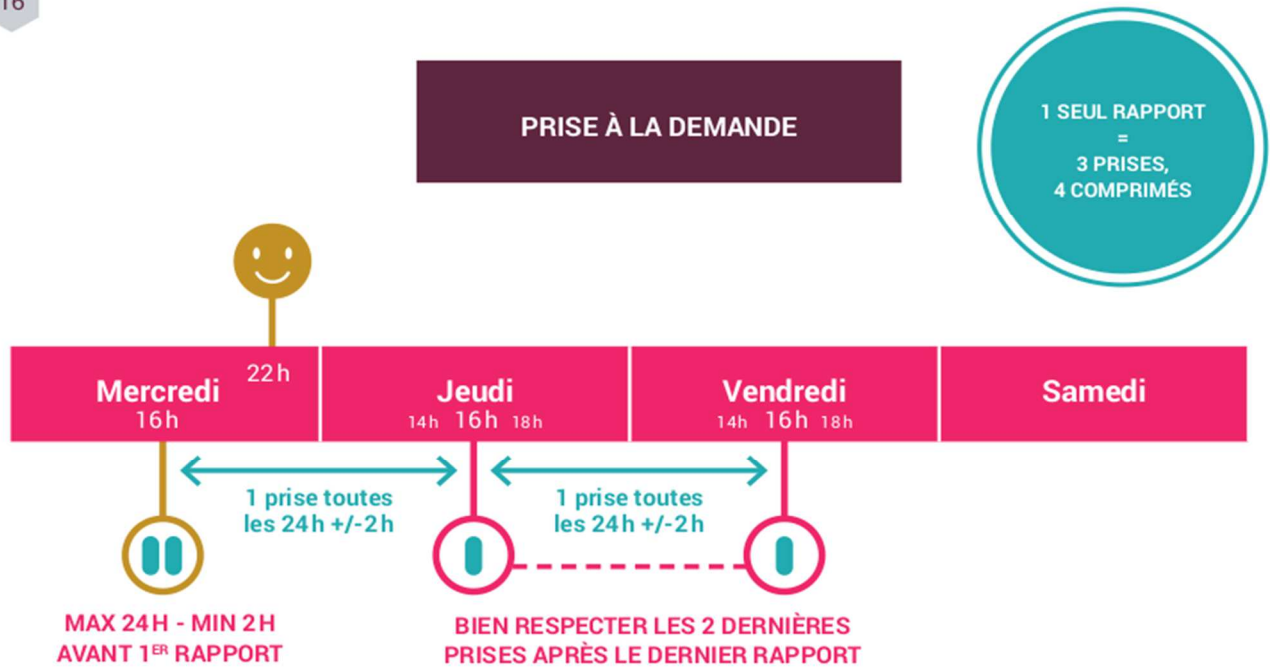 16
PRISE À LA DEMANDE
1 SEUL RAPPORT
=
3 PRISES,
4 COMPRIMÉS
22h
Mercredi
16h
Jeudi
14h 16h 18h
Vendredi
14h 16h 18h
Samedi
1 prise toutes
les 24h +/-2h
1 prise toutes
les 24h +/-2h
MAX 24H - MIN 2H
AVANT 1ER RAPPORT
BIEN RESPECTER LES 2 DERNIÈRES
PRISES APRÈS LE DERNIER RAPPORT